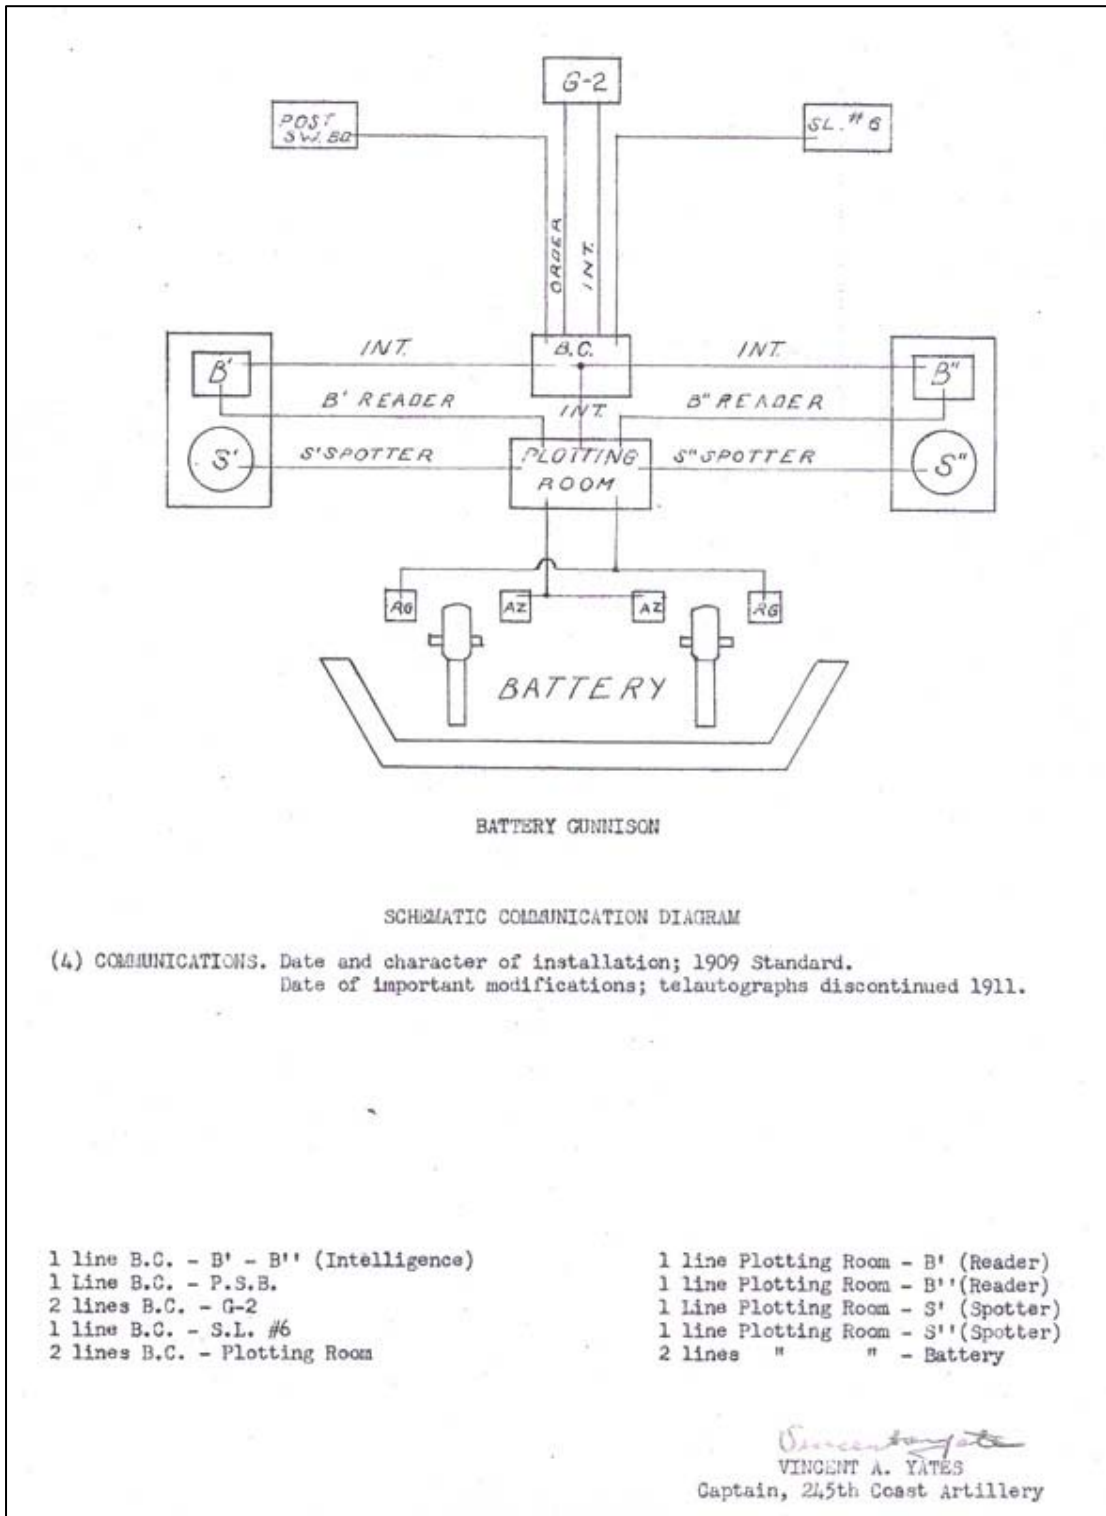 G-2
POST
SW. BD
SL. #6
ORDER
INT.
B.C.
INT.
INT.
B'
B"
B' READER
INT.
B" READER
S'
S'SPOTTER
PLOTTING
ROOM
S"SPOTTER
S"
RG
AZ
AZ
RG
BATTERY
BATTERY GUNNISON
SCHEMATIC COMMUNICATION DIAGRAM
(4) COMMUNICATIONS. Date and character of installation; 1909 Standard.
Date of important modifications; telautographs discontinued 1911.
1 line B.C. - B' - B'' (Intelligence)
1 Line B.C. - P.S.B.
2 lines B.C. - G-2
1 line B.C. - S.L. #6
2 lines B.C. - Plotting Room
1 line Plotting Room - B' (Reader)
1 line Plotting Room - B''(Reader)
1 Line Plotting Room - S' (Spotter)
1 line Plotting Room - S''(Spotter)
2 lines " " - Battery
VINCENT A. YATES
Captain, 245th Coast Artillery